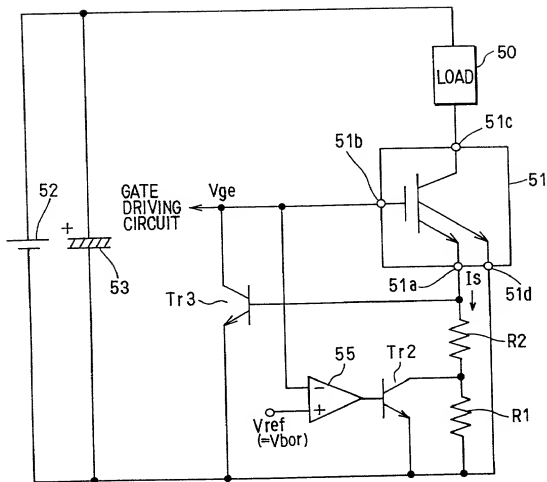 50
LOAD
51c
51b
51
GATE
DRIVING
CIRCUIT
Vge
52
+
53
51a
Is
51d
Tr3
R2
55
Tr2
−
+
Vref
(=Vbor)
R1